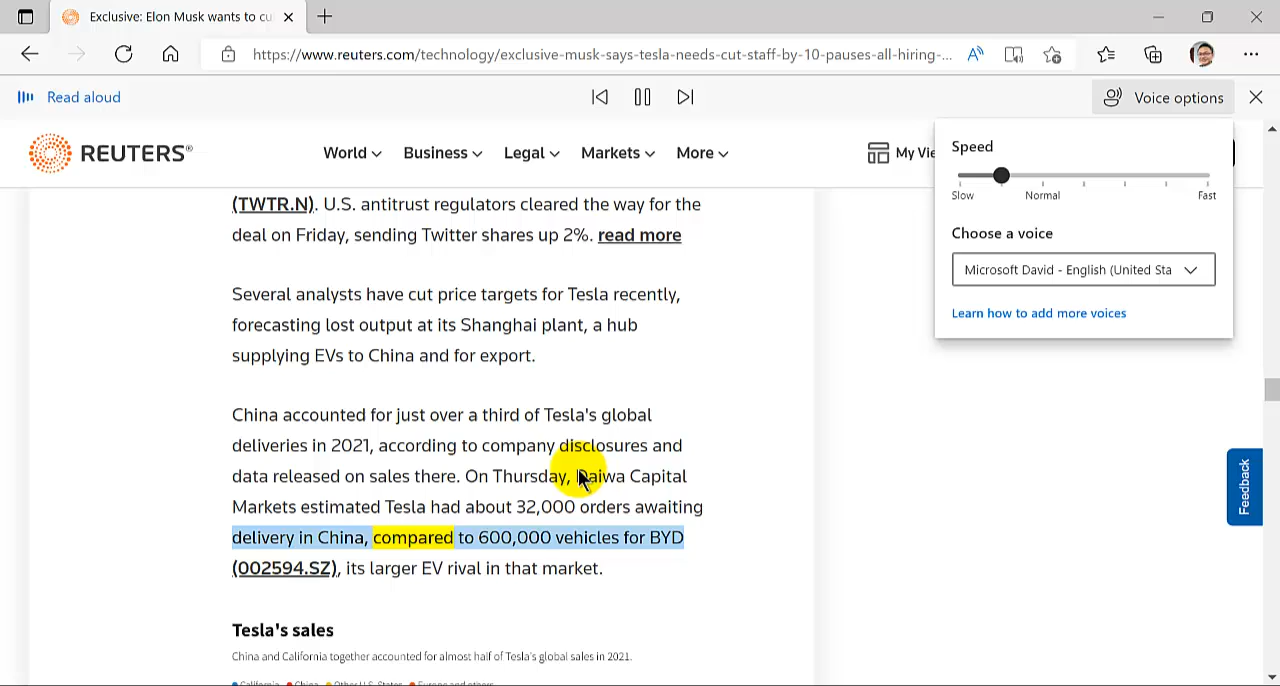 Exclusive: Elon Musk wants to cu
https://www.reuters.com/technology/exclusive-musk-says-tesla-needs-cut-staff-by-10-pauses-all-hiring-...
Read aloud
Voice options
REUTERS®
World
Business
Legal
Markets
More
My Vie
Speed
Slow
Normal
Fast
Choose a voice
Microsoft David - English (United Sta
Learn how to add more voices
(TWTR.N). U.S. antitrust regulators cleared the way for the
deal on Friday, sending Twitter shares up 2%. read more
Several analysts have cut price targets for Tesla recently,
forecasting lost output at its Shanghai plant, a hub
supplying EVs to China and for export.
China accounted for just over a third of Tesla's global
deliveries in 2021, according to company disclosures and
data released on sales there. On Thursday, Daiwa Capital
Markets estimated Tesla had about 32,000 orders awaiting
delivery in China, compared to 600,000 vehicles for BYD
(002594.SZ), its larger EV rival in that market.
Feedback
Tesla's sales
China and California together accounted for almost half of Tesla's global sales in 2021.
California China Other U.S. States Europe and others